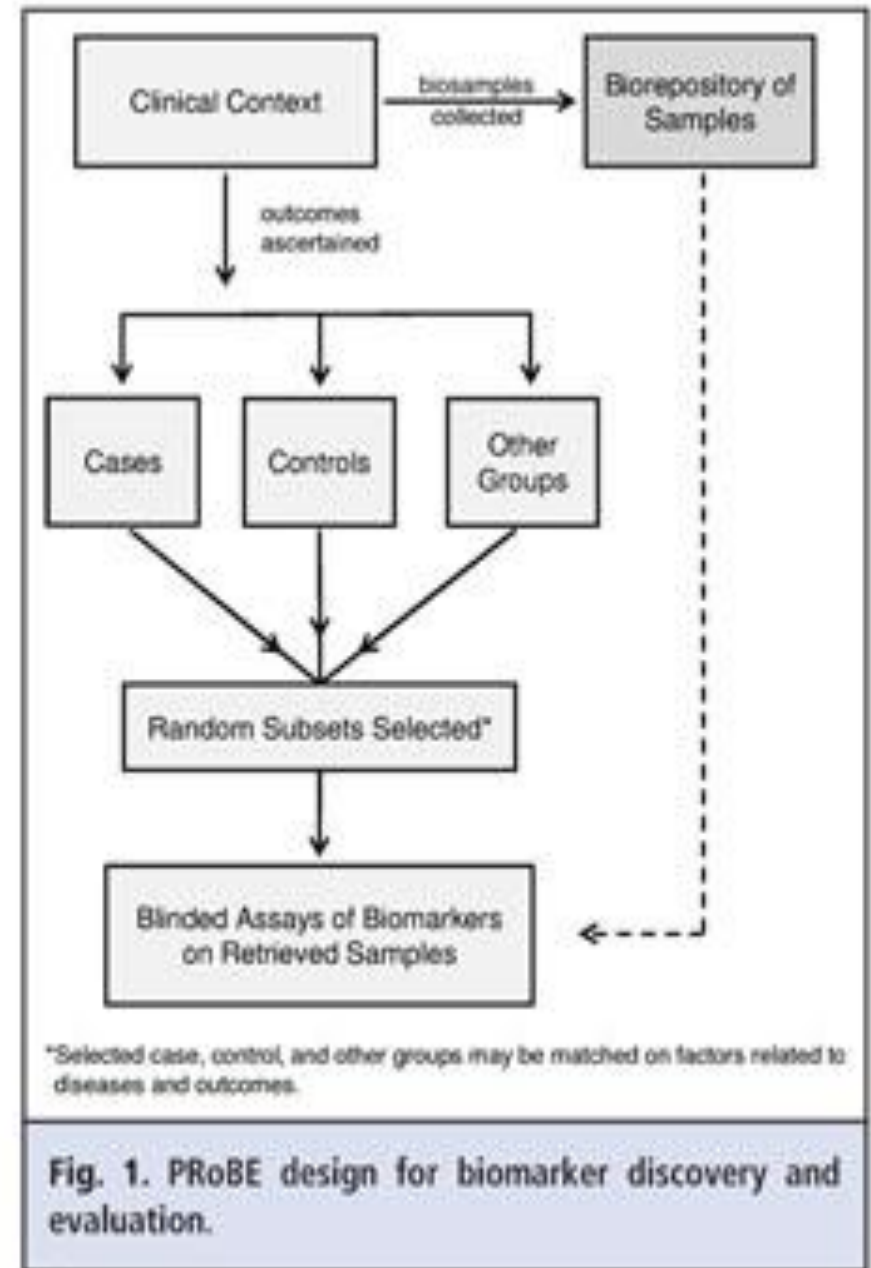 Clinical Context
biosamples
collected
Biorepository of
Samples
outcomes
ascertained
Cases
Controls
Other
Groups
Random Subsets Selected*
Blinded Assays of Biomarkers
on Retrieved Samples
*Selected case, control, and other groups may be matched on factors related to
diseases and outcomes.
Fig. 1. PRoBE design for biomarker discovery and
evaluation.